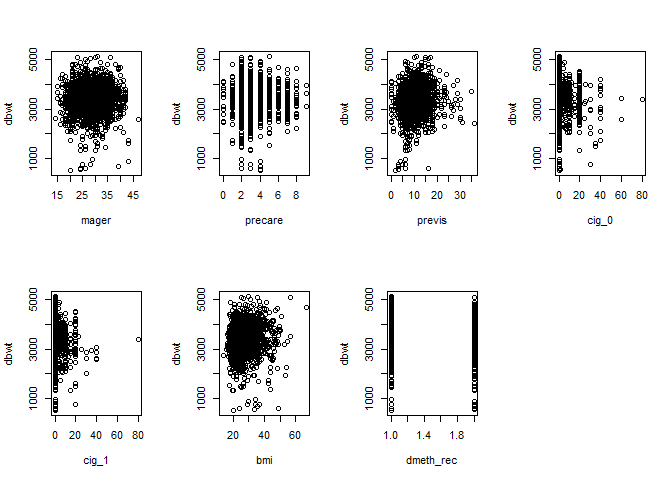 dbwt
1000 3000 5000
15 25 35 45
mager
dbwt
1000 3000 5000
0 2 4 6 8
precare
dbwt
1000 3000 5000
0 5 10 20 30
previs
dbwt
1000 3000 5000
0 20 40 60 80
cig_0
dbwt
1000 3000 5000
0 20 40 60 80
cig_1
dbwt
1000 3000 5000
20 30 40 50 60
bmi
dbwt
1000 3000 5000
1.0 1.4 1.8
dmeth_rec